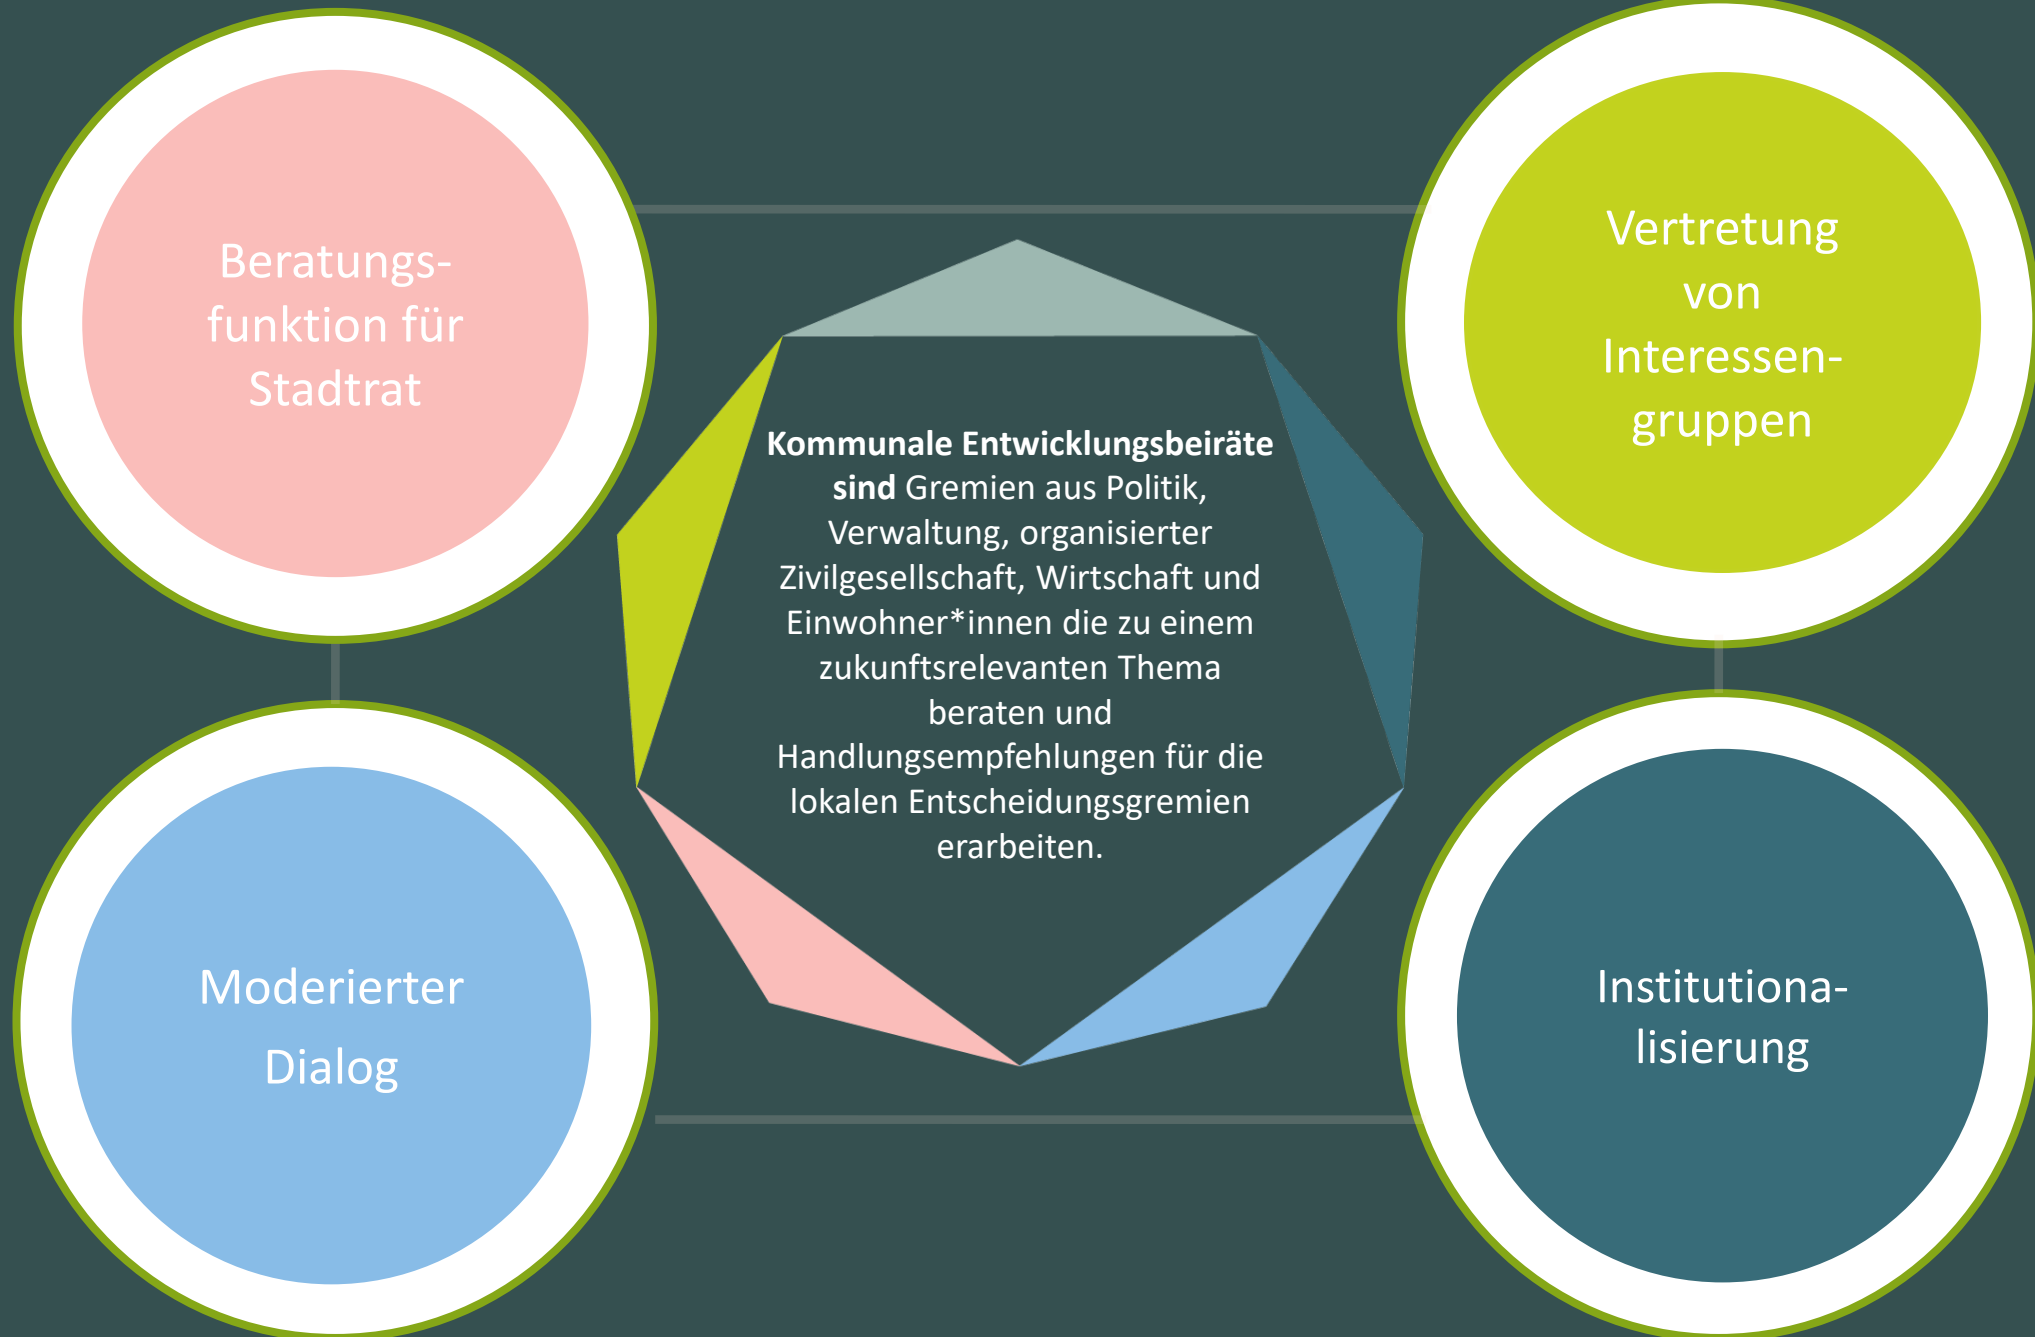 Beratungs-
funktion für
Stadtrat
Vertretung
von
Interessen-
gruppen
Kommunale Entwicklungsbeiräte
sind Gremien aus Politik,
Verwaltung, organisierter
Zivilgesellschaft, Wirtschaft und
Einwohner*innen die zu einem
zukunftsrelevanten Thema
beraten und
Handlungsempfehlungen für die
lokalen Entscheidungsgremien
erarbeiten.
Moderierter
Dialog
Institutiona-
lisierung